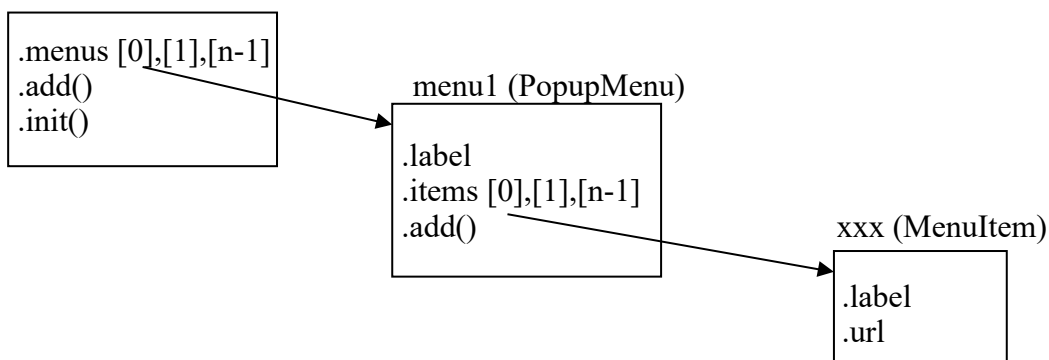 .menus [0],[1],[n-1]
.add()
.init()
menu1 (PopupMenu)
.label
.items [0],[1],[n-1]
.add()
xxx (MenuItem)
.label
.url